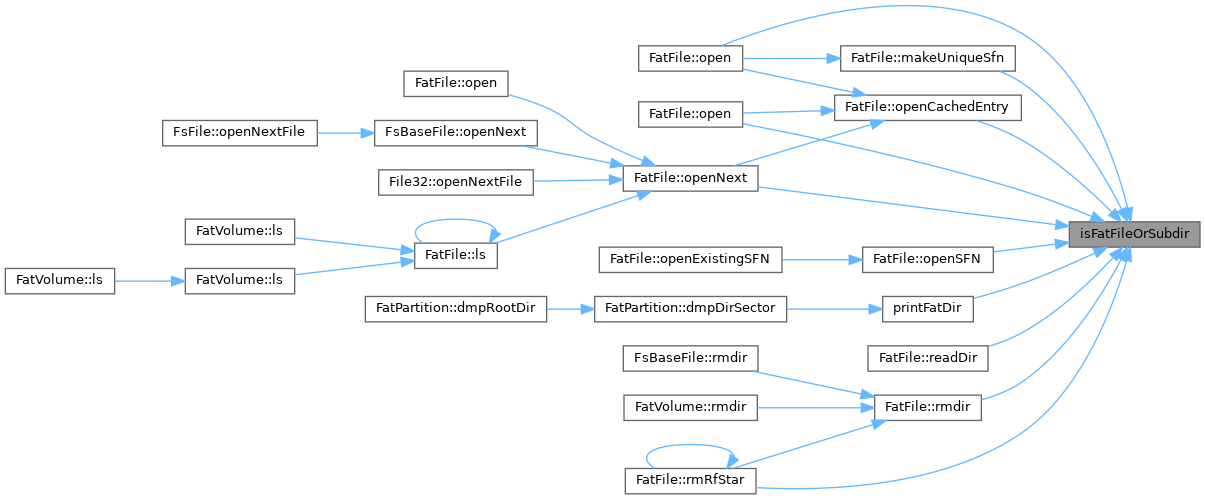 FatFile::open
FatFile::makeUniqueSfn
FatFile::open
FatFile::openCachedEntry
FatFile::open
FsFile::openNextFile
FsBaseFile::openNext
File32::openNextFile
FatFile::openNext
FatVolume::ls
isFatFileOrSubdir
FatFile::ls
FatFile::openExistingSFN
FatFile::openSFN
FatVolume::ls
FatVolume::ls
FatPartition::dmpRootDir
FatPartition::dmpDirSector
printFatDir
FsBaseFile::rmdir
FatFile::readDir
FatVolume::rmdir
FatFile::rmdir
FatFile::rmRfStar